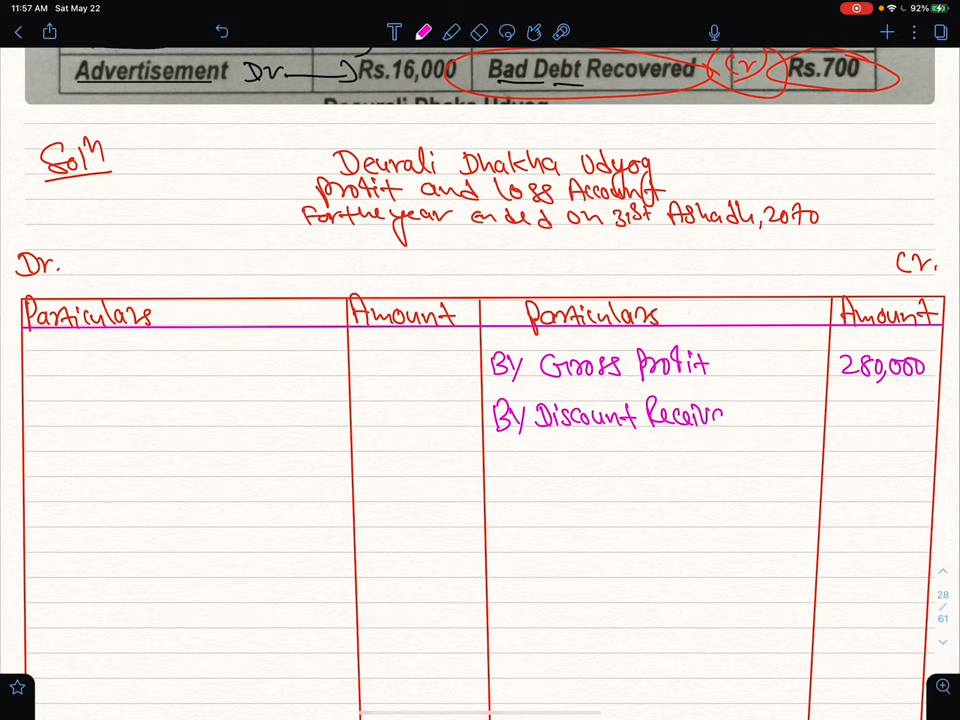 11:57 AM Sat May 22
92%
Advertisement Dr. Rs.16,000 Bad Debt Recovered (Cr) Rs.700
Sol^n
Deurali Dhakha Udyog
Profit and Loss Account
For the year ended on 31st Ashadh, 2070
Dr. Cr.
Particulars Amount Particulars Amount
By Gross Profit 280,000
By Discount Receiv
28
/
61